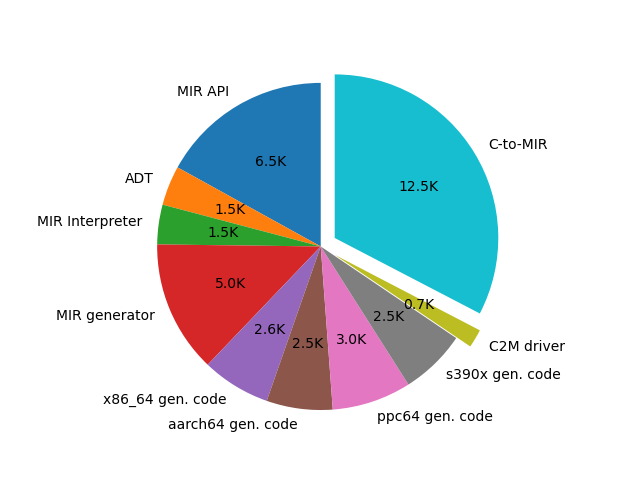 MIR API
6.5K
C-to-MIR
12.5K
ADT
1.5K
MIR Interpreter
1.5K
MIR generator
5.0K
x86_64 gen. code
2.6K
aarch64 gen. code
2.5K
ppc64 gen. code
3.0K
s390x gen. code
2.5K
C2M driver
0.7K